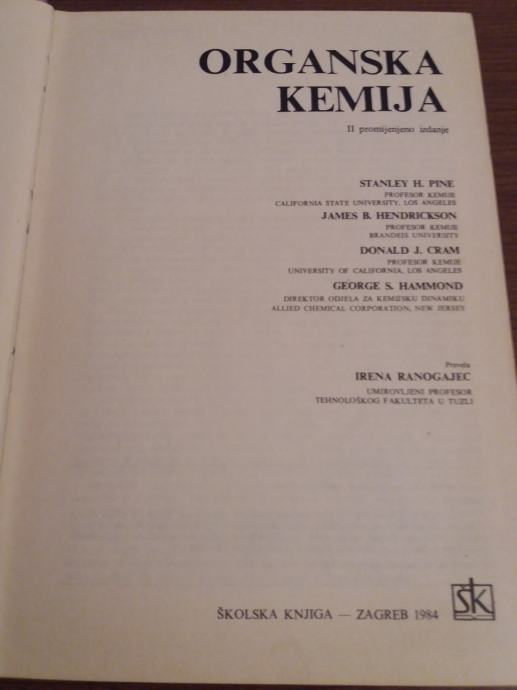 ORGANSKA
KEMIJA
II promijenjeno izdanje
STANLEY H. PINE
PROFESOR KEMIJE
CALIFORNIA STATE UNIVERSITY, LOS ANGELES
JAMES B. HENDRICKSON
PROFESOR KEMIJE
BRANDEIS UNIVERSITY
DONALD J. CRAM
PROFESOR KEMIJE
UNIVERSITY OF CALIFORNIA, LOS ANGELES
GEORGE S. HAMMOND
DIREKTOR ODJELA ZA KEMIJSKU DINAMIKU
ALLIED CHEMICAL CORPORATION, NEW JERSEY
Prevela
IRENA RANOGAJEC
UMIROVLJENI PROFESOR
TEHNOLOŠKOG FAKULTETA U TUZLI
ŠKOLSKA KNJIGA — ZAGREB 1984
ŠK